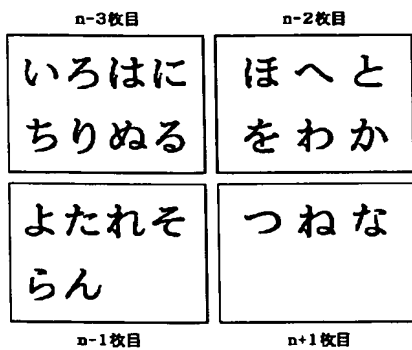 n-3枚目
n-2枚目
いろはに
ちりぬる
ほへと
をわか
よたれそ
らん
つねな
n-1枚目
n+1枚目